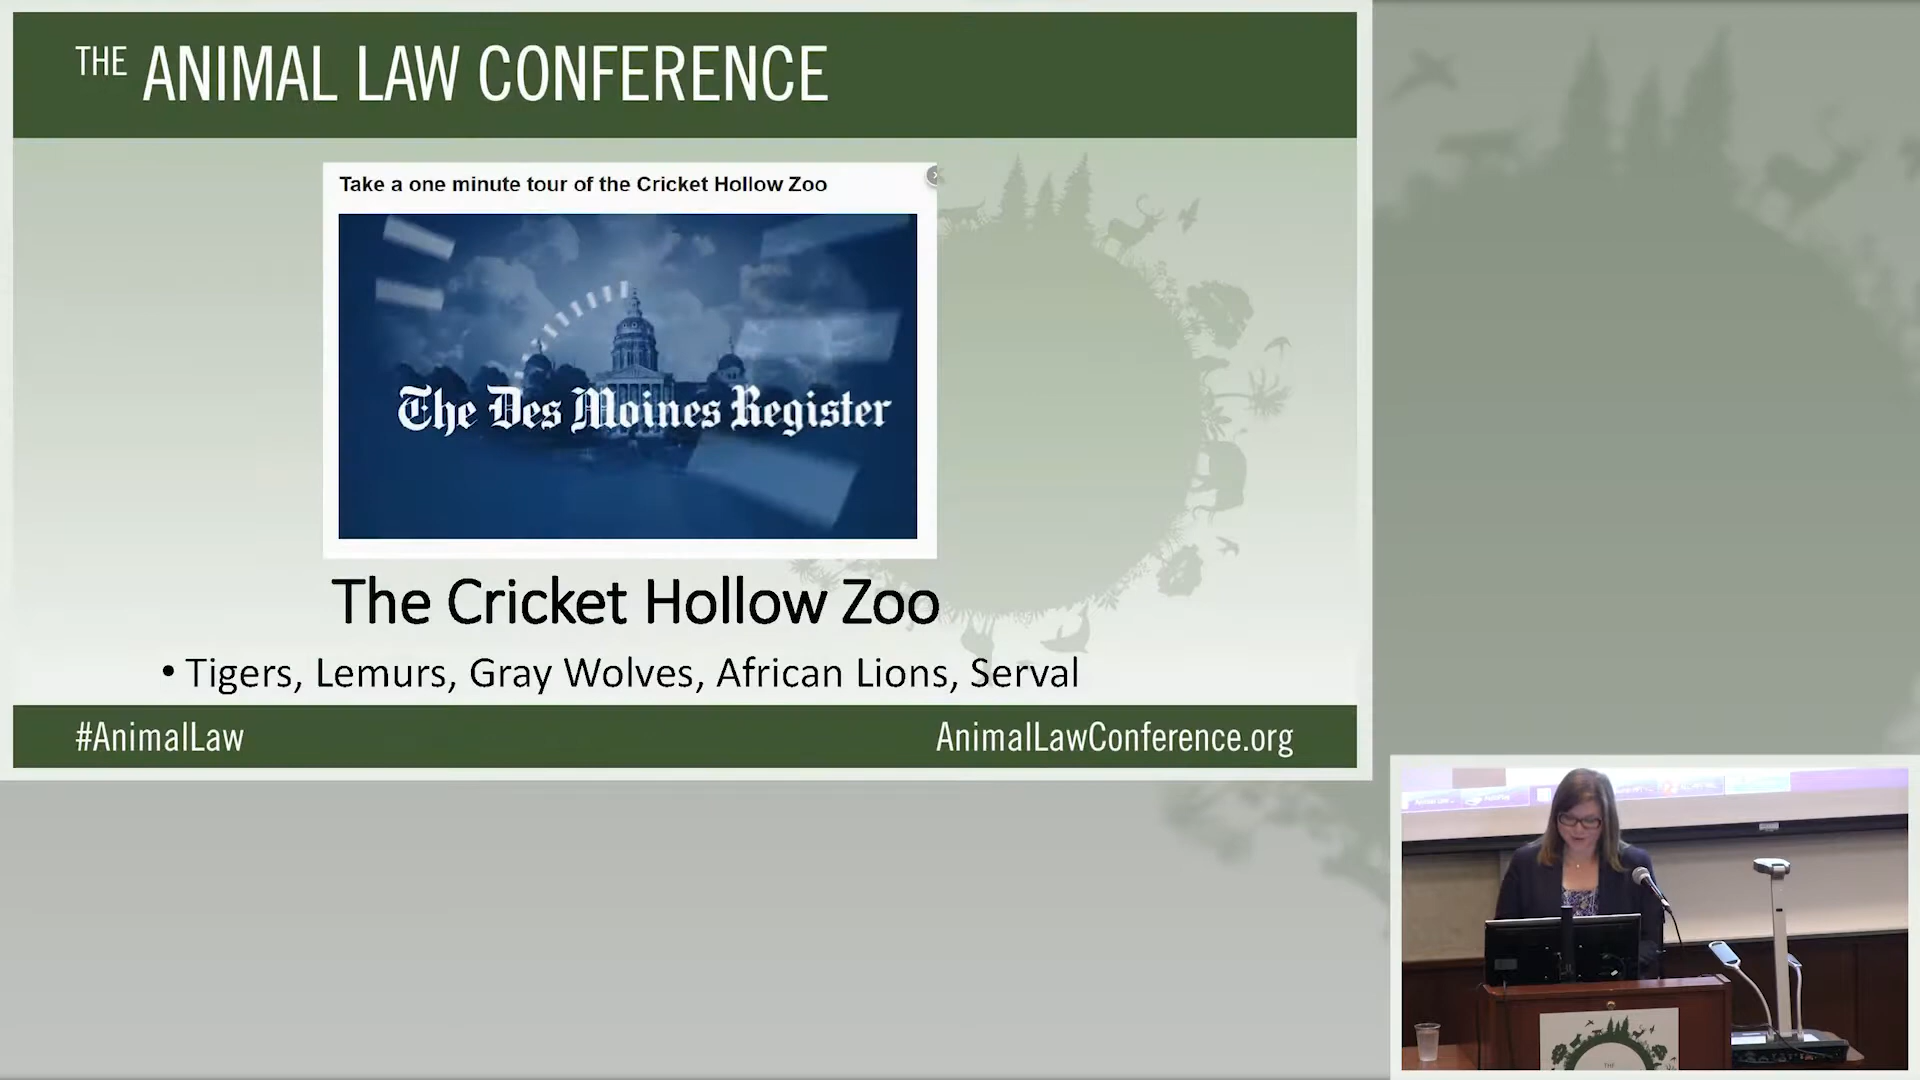 THE ANIMAL LAW CONFERENCE
Take a one minute tour of the Cricket Hollow Zoo
The Des Moines Register
The Cricket Hollow Zoo
• Tigers, Lemurs, Gray Wolves, African Lions, Serval
#AnimalLaw
AnimalLawConference.org
THE